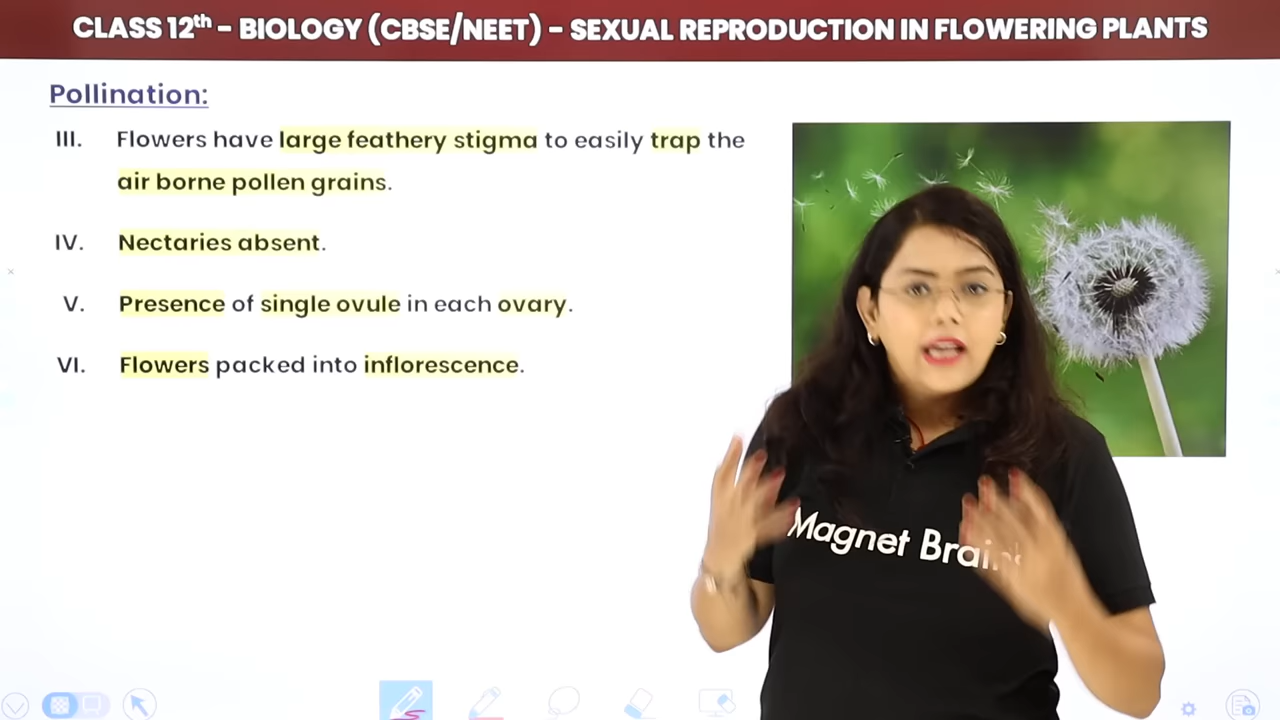 CLASS 12th - BIOLOGY (CBSE/NEET) - SEXUAL REPRODUCTION IN FLOWERING PLANTS
Pollination:
III. Flowers have large feathery stigma to easily trap the
air borne pollen grains.
IV. Nectaries absent.
V. Presence of single ovule in each ovary.
VI. Flowers packed into inflorescence.
Magnet Brains